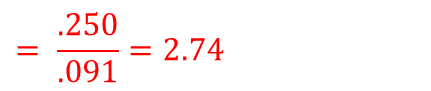 = .250/.091 = 2.74